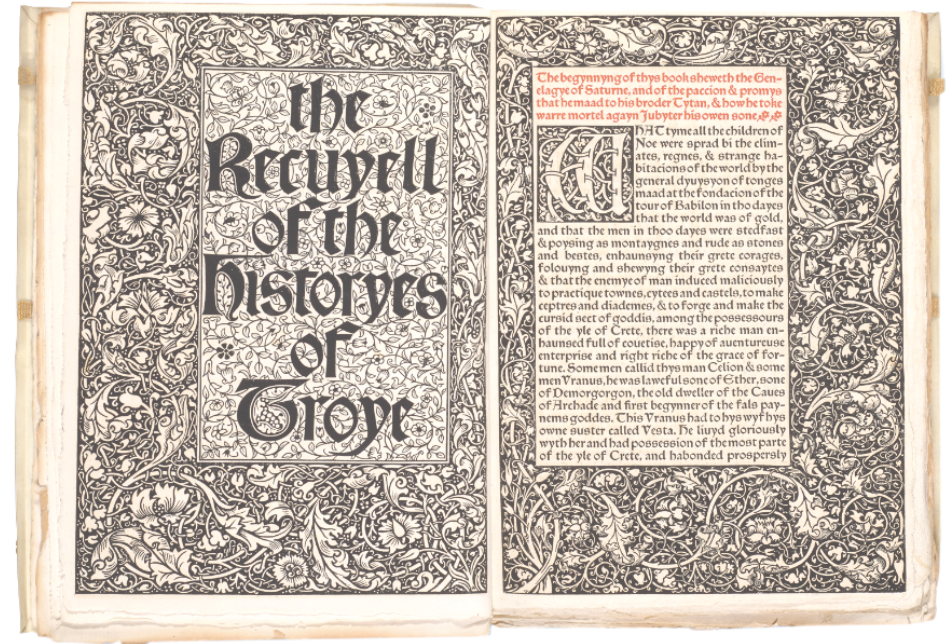 the
Recuyell
of the
Historyes
of
Troye
The begynnyng of thys book sheweth the Gen-
elagye of Saturne, and of the paccion & promys
that he maad to his broder Tytan, & how he toke
warre mortel agayn Jubyter his owen sone
WHAT tyme all the children of
Noe were sprad bi the clim-
ates, regnes, & strange ha-
bitacions of the world by the
general dyuysyon of tonges
maad at the fondacion of the
tour of Babilon in tho dayes
that the world was of gold,
and that the men in thoo dayes were stedfast
& poysing as montaygnes and rude as stones
and bestes, enhaunsyng their grete corages,
folouyng and shewyng their grete consaytes
& that the enemye of man induced maliciously
to practique townes, cytees and castels, to make
ceptres and diademes, & to forge and make the
cursid sect of goddis, among the possessours
of the yle of Crete, there was a riche man en-
haunsed full of couetise, happy of auentureuse
enterprise and right riche of the grace of for-
tune. Some men callid thys man Celion & some
men Vranus, he was laweful sone of Ether, sone
of Demorgorgon, the old dweller of the Caues
of Archade and first begynner of the fals pay-
nems goddes. This Vranus had to hys wyf hys
owne suster called Vesta. He liuyd gloriously
wyth her and had possession of the most parte
of the yle of Crete, and habonded prospersly